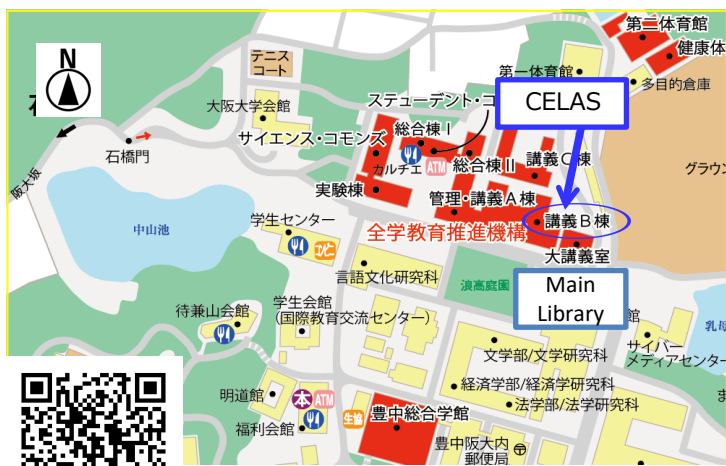 第二体育館
健康体
N
テニス
コート
第一体育館
多目的倉庫
CELAS
大阪大学会館
ステューデント・コ
サイエンス・コモンズ
総合棟Ⅰ
石橋門
カルチエ
ATM
総合棟Ⅱ
講義C棟
グラウン
阪大坂
実験棟
管理・講義A棟
中山池
学生センター
全学教育推進機構
講義B棟
コンビニ
大講義室
言語文化研究科
浪高庭園
Main
Library
館
待兼山会館
学生会館
(国際教育交流センター)
乳母
サイバー
メディアセンター
文学部/文学研究科
経済学部/経済学研究科
明道館
本
ATM
法学部/法学研究科
福利会館
生協
豊中総合学館
豊中阪大内
郵便局